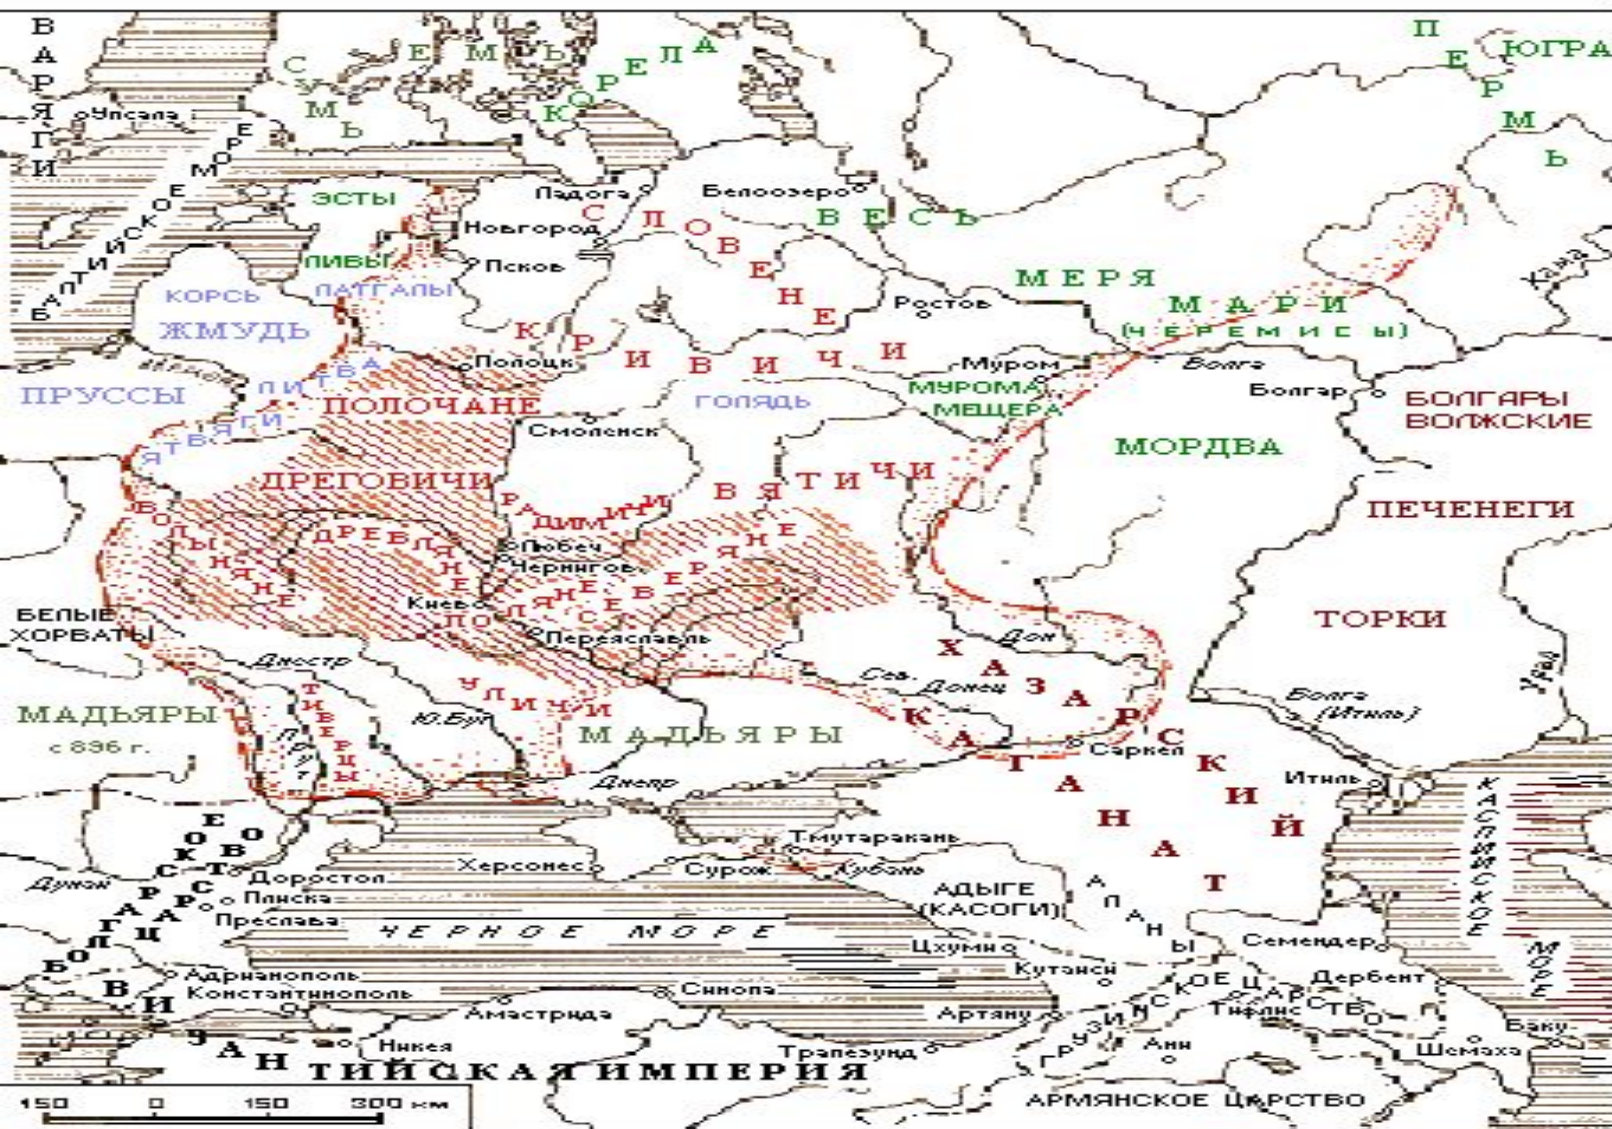 ВАРЯГИ
СУМЬ
ЕМЬ
КОРЕЛА
ПЕРМЬ
ЮГРА
Упсала
БАЛТИЙСКОЕ МОРЕ
ЭСТЫ
Ладога
Белоозеро
ВЕСЬ
СЛОВЕНЕ
Новгород
Псков
ЛИВЫ
ЛАТГАЛЫ
КОРСЬ
ЖМУДЬ
МЕРЯ
Ростов
МАРИ
(ЧЕРЕМИСЫ)
Кама
КРИВИЧИ
Полоцк
Муром
Волга
Болгар
ПРУССЫ
ЛИТВА
ЯТВЯГИ
ПОЛОЧАНЕ
ГОЛЯДЬ
МУРОМА
МЕЩЕРА
БОЛГАРЫ
ВОЛЖСКИЕ
Смоленск
МОРДВА
ДРЕГОВИЧИ
РАДИМИЧИ
ВЯТИЧИ
ПЕЧЕНЕГИ
ВОЛЫНЯНЕ
ДРЕВЛЯНЕ
Любеч
Чернигов
СЕВЕРЯНЕ
Киев
ПОЛЯНЕ
Переяславль
БЕЛЫЕ
ХОРВАТЫ
ТОРКИ
Дон
Днестр
Сев. Донец
Урал
ХАЗАРСКИЙ
КАГАНАТ
Волга
(Итиль)
МАДЬЯРЫ
с 896 г.
ТИВЕРЦЫ
УЛИЧИ
Ю.Буг
Прут
МАДЬЯРЫ
Саркел
Днепр
Итиль
КАСПИЙСКОЕ МОРЕ
Тмутаракань
Херсонес
Сурож
Кубань
Дунай
Доростол
Плиска
Преслава
БОЛГАРСКОЕ
ЦАРСТВО
АДЫГЕ
(КАСОГИ)
АЛАНЫ
ЧЕРНОЕ МОРЕ
Цхуми
Семендер
Кутаиси
Дербент
Адрианополь
Константинополь
Синопа
Амастрида
Артяни
ГРУЗИНСКОЕ ЦАРСТВО
Тифлис
Баку
Никея
Трапезунд
Ани
Шемаха
ВИЗАНТИЙСКАЯ ИМПЕРИЯ
АРМЯНСКОЕ ЦАРСТВО
150 0 150 300 км